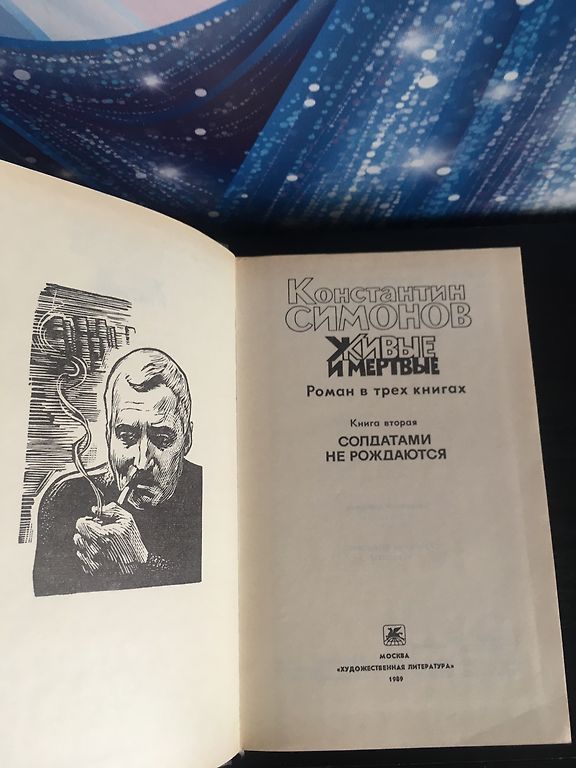 Константин
СИМОНОВ
ЖИВЫЕ
И МЕРТВЫЕ
Роман в трех книгах
Книга вторая
СОЛДАТАМИ
НЕ РОЖДАЮТСЯ
МОСКВА
«ХУДОЖЕСТВЕННАЯ ЛИТЕРАТУРА»
1989